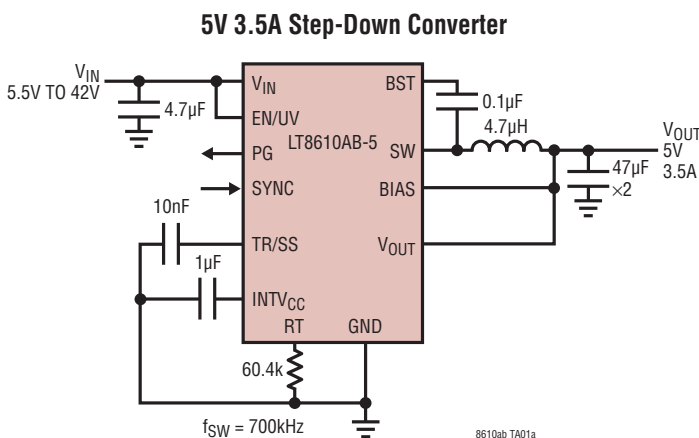 5V 3.5A Step-Down Converter
VIN
5.5V TO 42V
4.7µF
VIN
EN/UV
PG
SYNC
TR/SS
INTVCC
RT
GND
LT8610AB-5
BST
SW
BIAS
VOUT
0.1µF
4.7µH
VOUT
5V
3.5A
47µF
×2
10nF
1µF
60.4k
fSW = 700kHz
8610ab TA01a